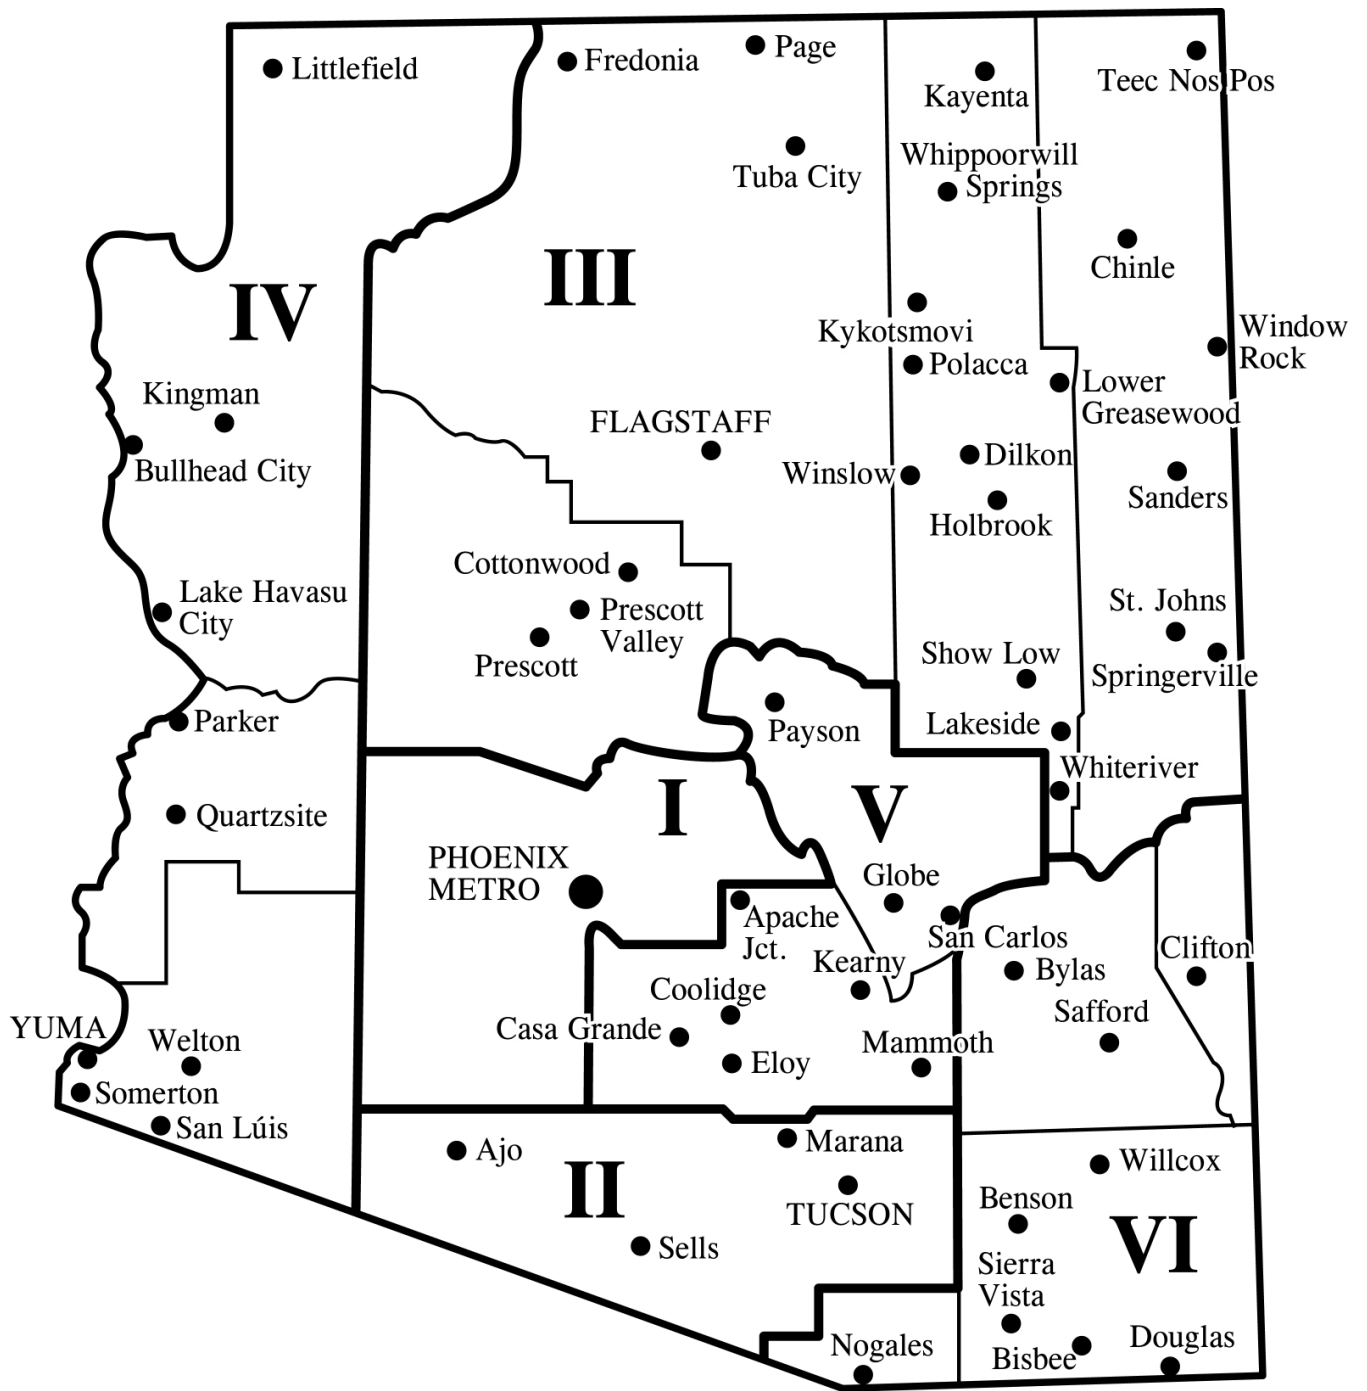 Littlefield
Fredonia
Page
Kayenta
Teec Nos Pos
Tuba City
Whippoorwill
Springs
Chinle
III
IV
Kykotsmovi
Window
Rock
Polacca
Lower
Greasewood
Kingman
Bullhead City
FLAGSTAFF
Winslow
Dilkon
Holbrook
Sanders
Cottonwood
Prescott
Valley
Prescott
Lake Havasu
City
St. Johns
Springerville
Show Low
Lakeside
Whiteriver
Payson
Parker
Quartzsite
I
V
PHOENIX
METRO
Globe
San Carlos
Apache
Jct.
Kearny
Bylas
Clifton
Safford
Coolidge
Casa Grande
Eloy
Mammoth
YUMA
Welton
Somerton
San Lúis
Ajo
II
Marana
TUCSON
Sells
Willcox
Benson
VI
Sierra
Vista
Nogales
Bisbee
Douglas